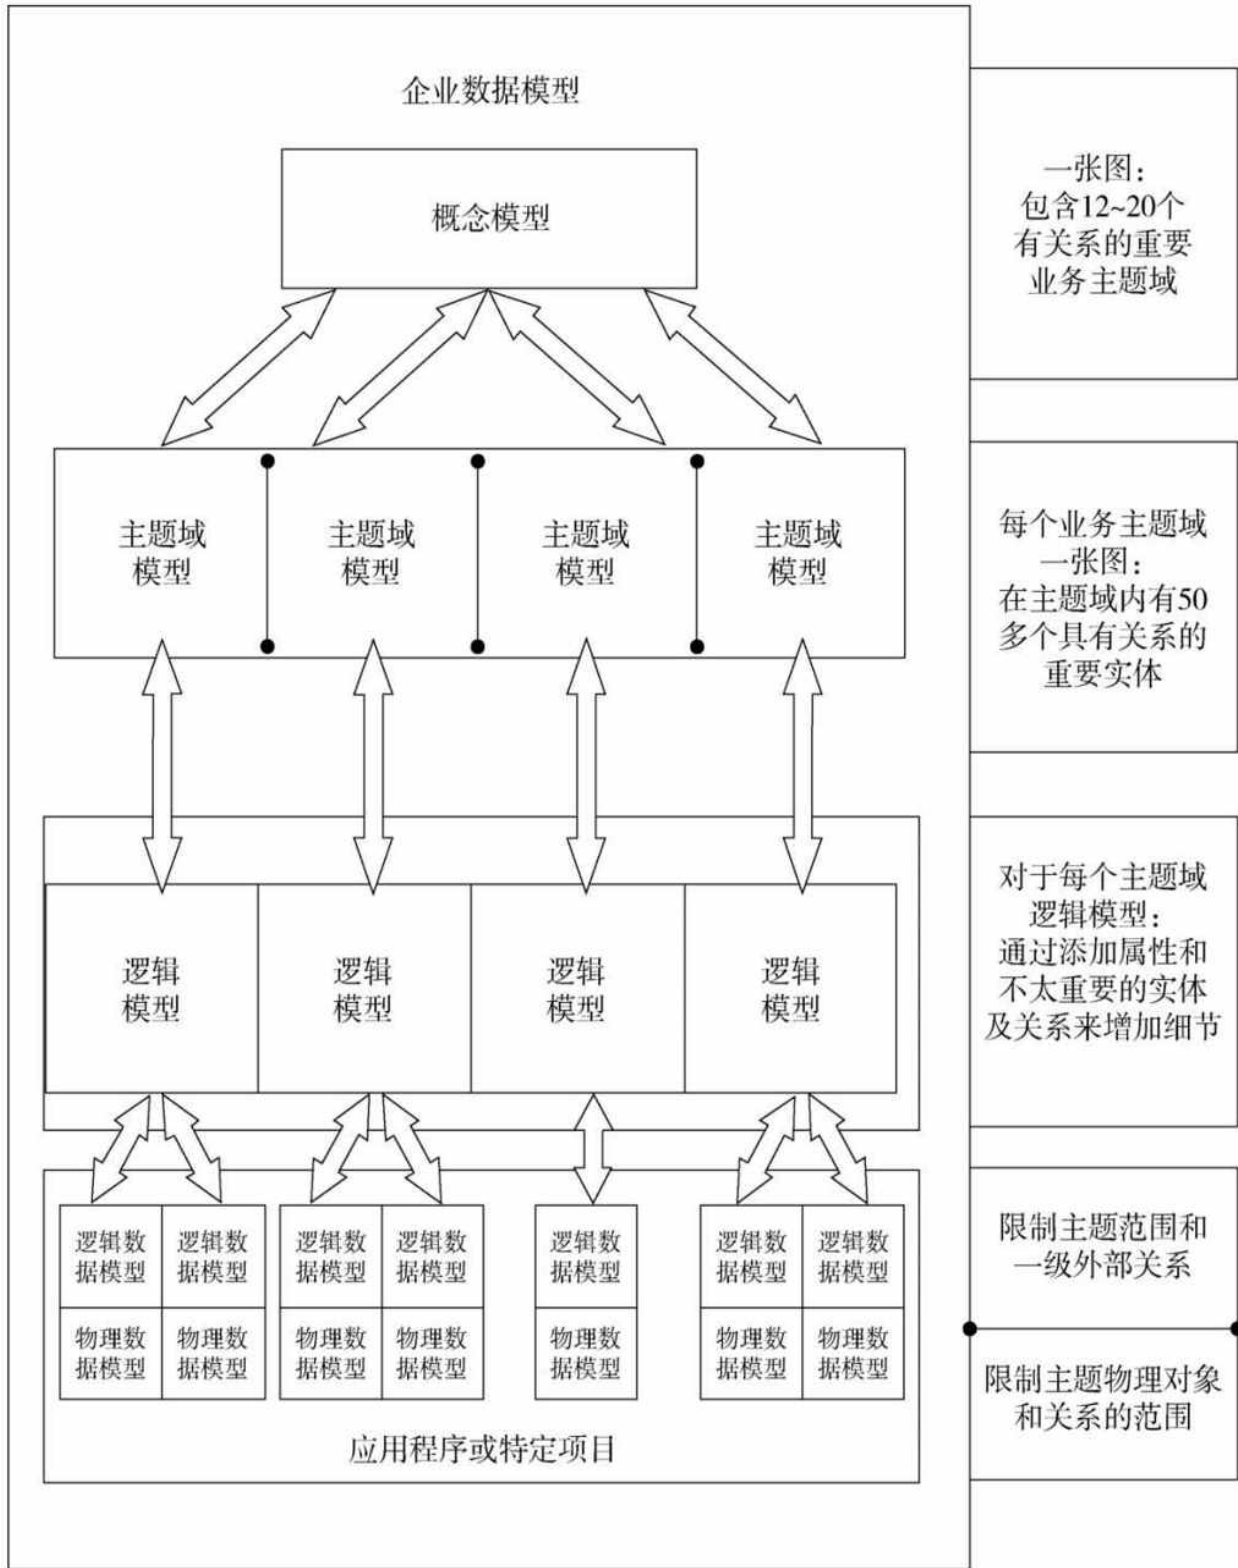 企业数据模型
概念模型
一张图：
包含12~20个
有关系的重要
业务主题域
主题域
模型
主题域
模型
主题域
模型
主题域
模型
每个业务主题域
一张图：
在主题域内有50
多个具有关系的
重要实体
逻辑
模型
逻辑
模型
逻辑
模型
逻辑
模型
对于每个主题域
逻辑模型：
通过添加属性和
不太重要的实体
及关系来增加细节
逻辑数
据模型
逻辑数
据模型
逻辑数
据模型
逻辑数
据模型
逻辑数
据模型
逻辑数
据模型
逻辑数
据模型
物理数
据模型
物理数
据模型
物理数
据模型
物理数
据模型
物理数
据模型
物理数
据模型
物理数
据模型
应用程序或特定项目
限制主题范围和
一级外部关系
限制主题物理对象
和关系的范围